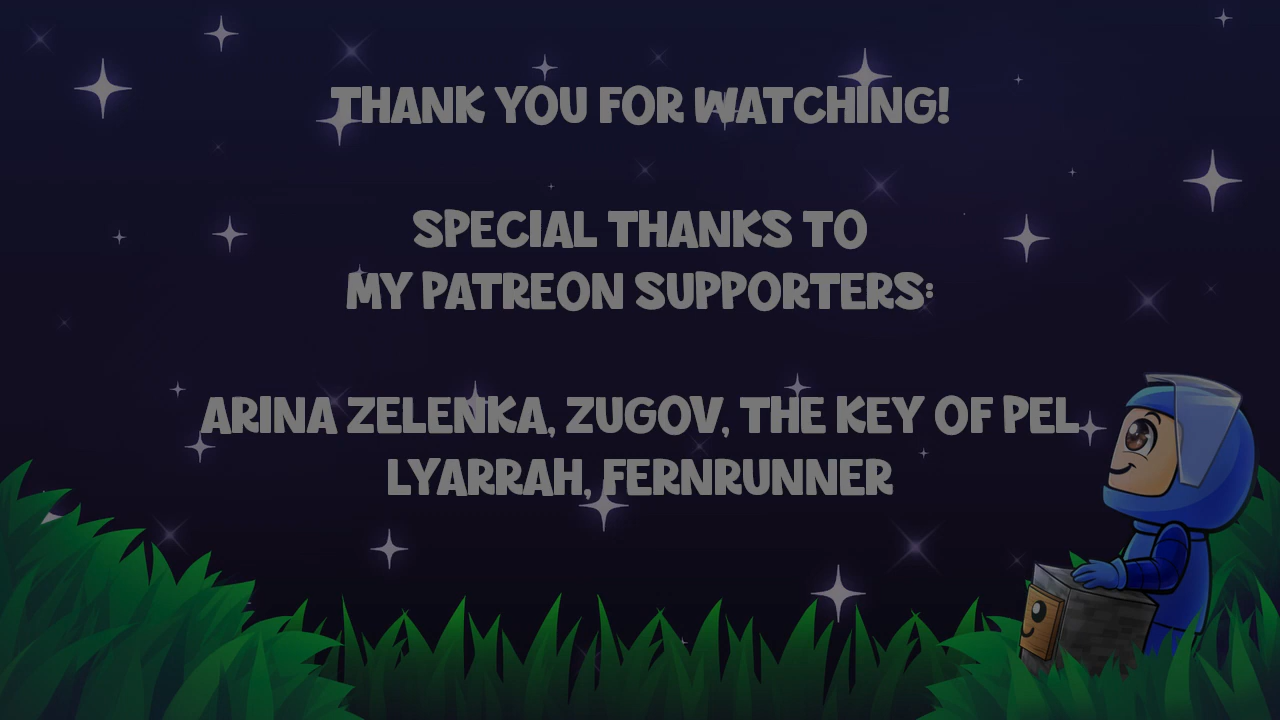 THANK YOU FOR WATCHING!
SPECIAL THANKS TO
MY PATREON SUPPORTERS:
ARINA ZELENKA, ZUGOV, THE KEY OF PEL
LYARRAH, FERNRUNNER